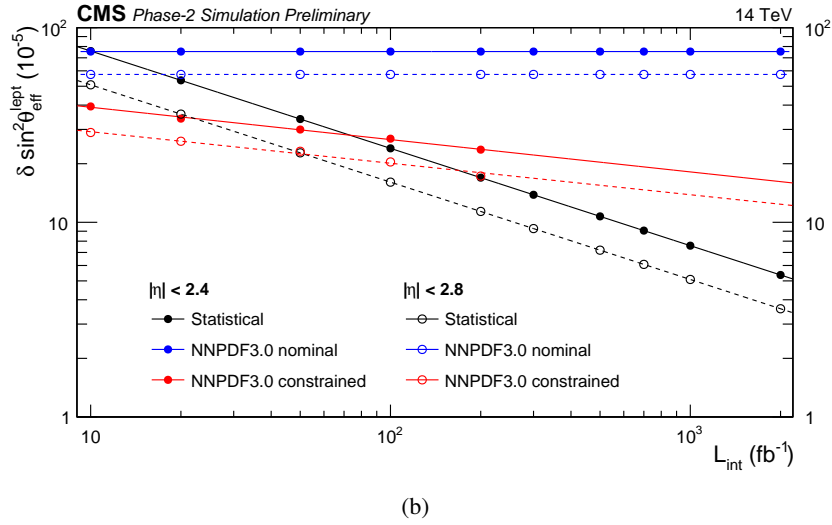 CMS Phase-2 Simulation Preliminary 14 TeV
10² 10²
δ sin²θ^lept_eff (10⁻⁵)
10 10
|η| < 2.4 |η| < 2.8
Statistical Statistical
NNPDF3.0 nominal NNPDF3.0 nominal
NNPDF3.0 constrained NNPDF3.0 constrained
1 1
10 10² 10³
L_int (fb⁻¹)
(b)